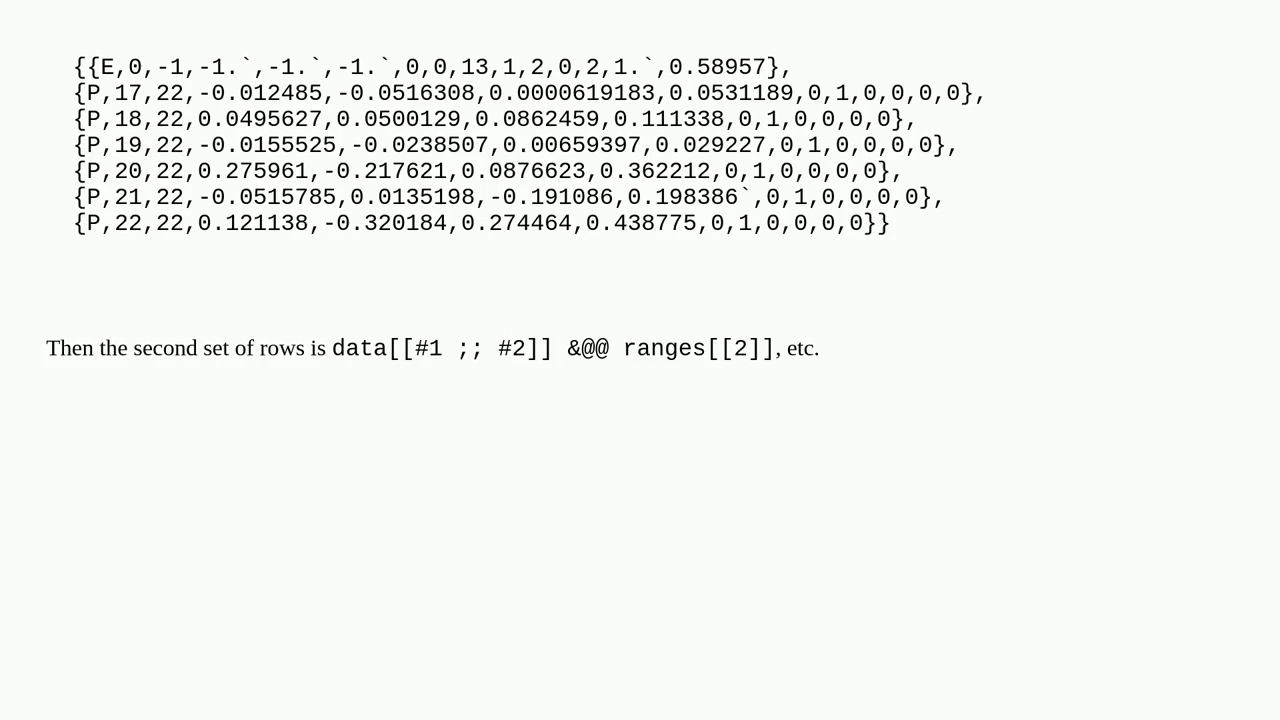 {{E,0,-1,-1.`,-1.`,-1.`,0,0,13,1,2,0,2,1.`,0.58957},
{P,17,22,-0.012485,-0.0516308,0.0000619183,0.0531189,0,1,0,0,0,0},
{P,18,22,0.0495627,0.0500129,0.0862459,0.111338,0,1,0,0,0,0},
{P,19,22,-0.0155525,-0.0238507,0.00659397,0.029227,0,1,0,0,0,0},
{P,20,22,0.275961,-0.217621,0.0876623,0.362212,0,1,0,0,0,0},
{P,21,22,-0.0515785,0.0135198,-0.191086,0.198386`,0,1,0,0,0,0},
{P,22,22,0.121138,-0.320184,0.274464,0.438775,0,1,0,0,0,0}}
Then the second set of rows is data[[#1 ;; #2]] &@@ ranges[[2]], etc.